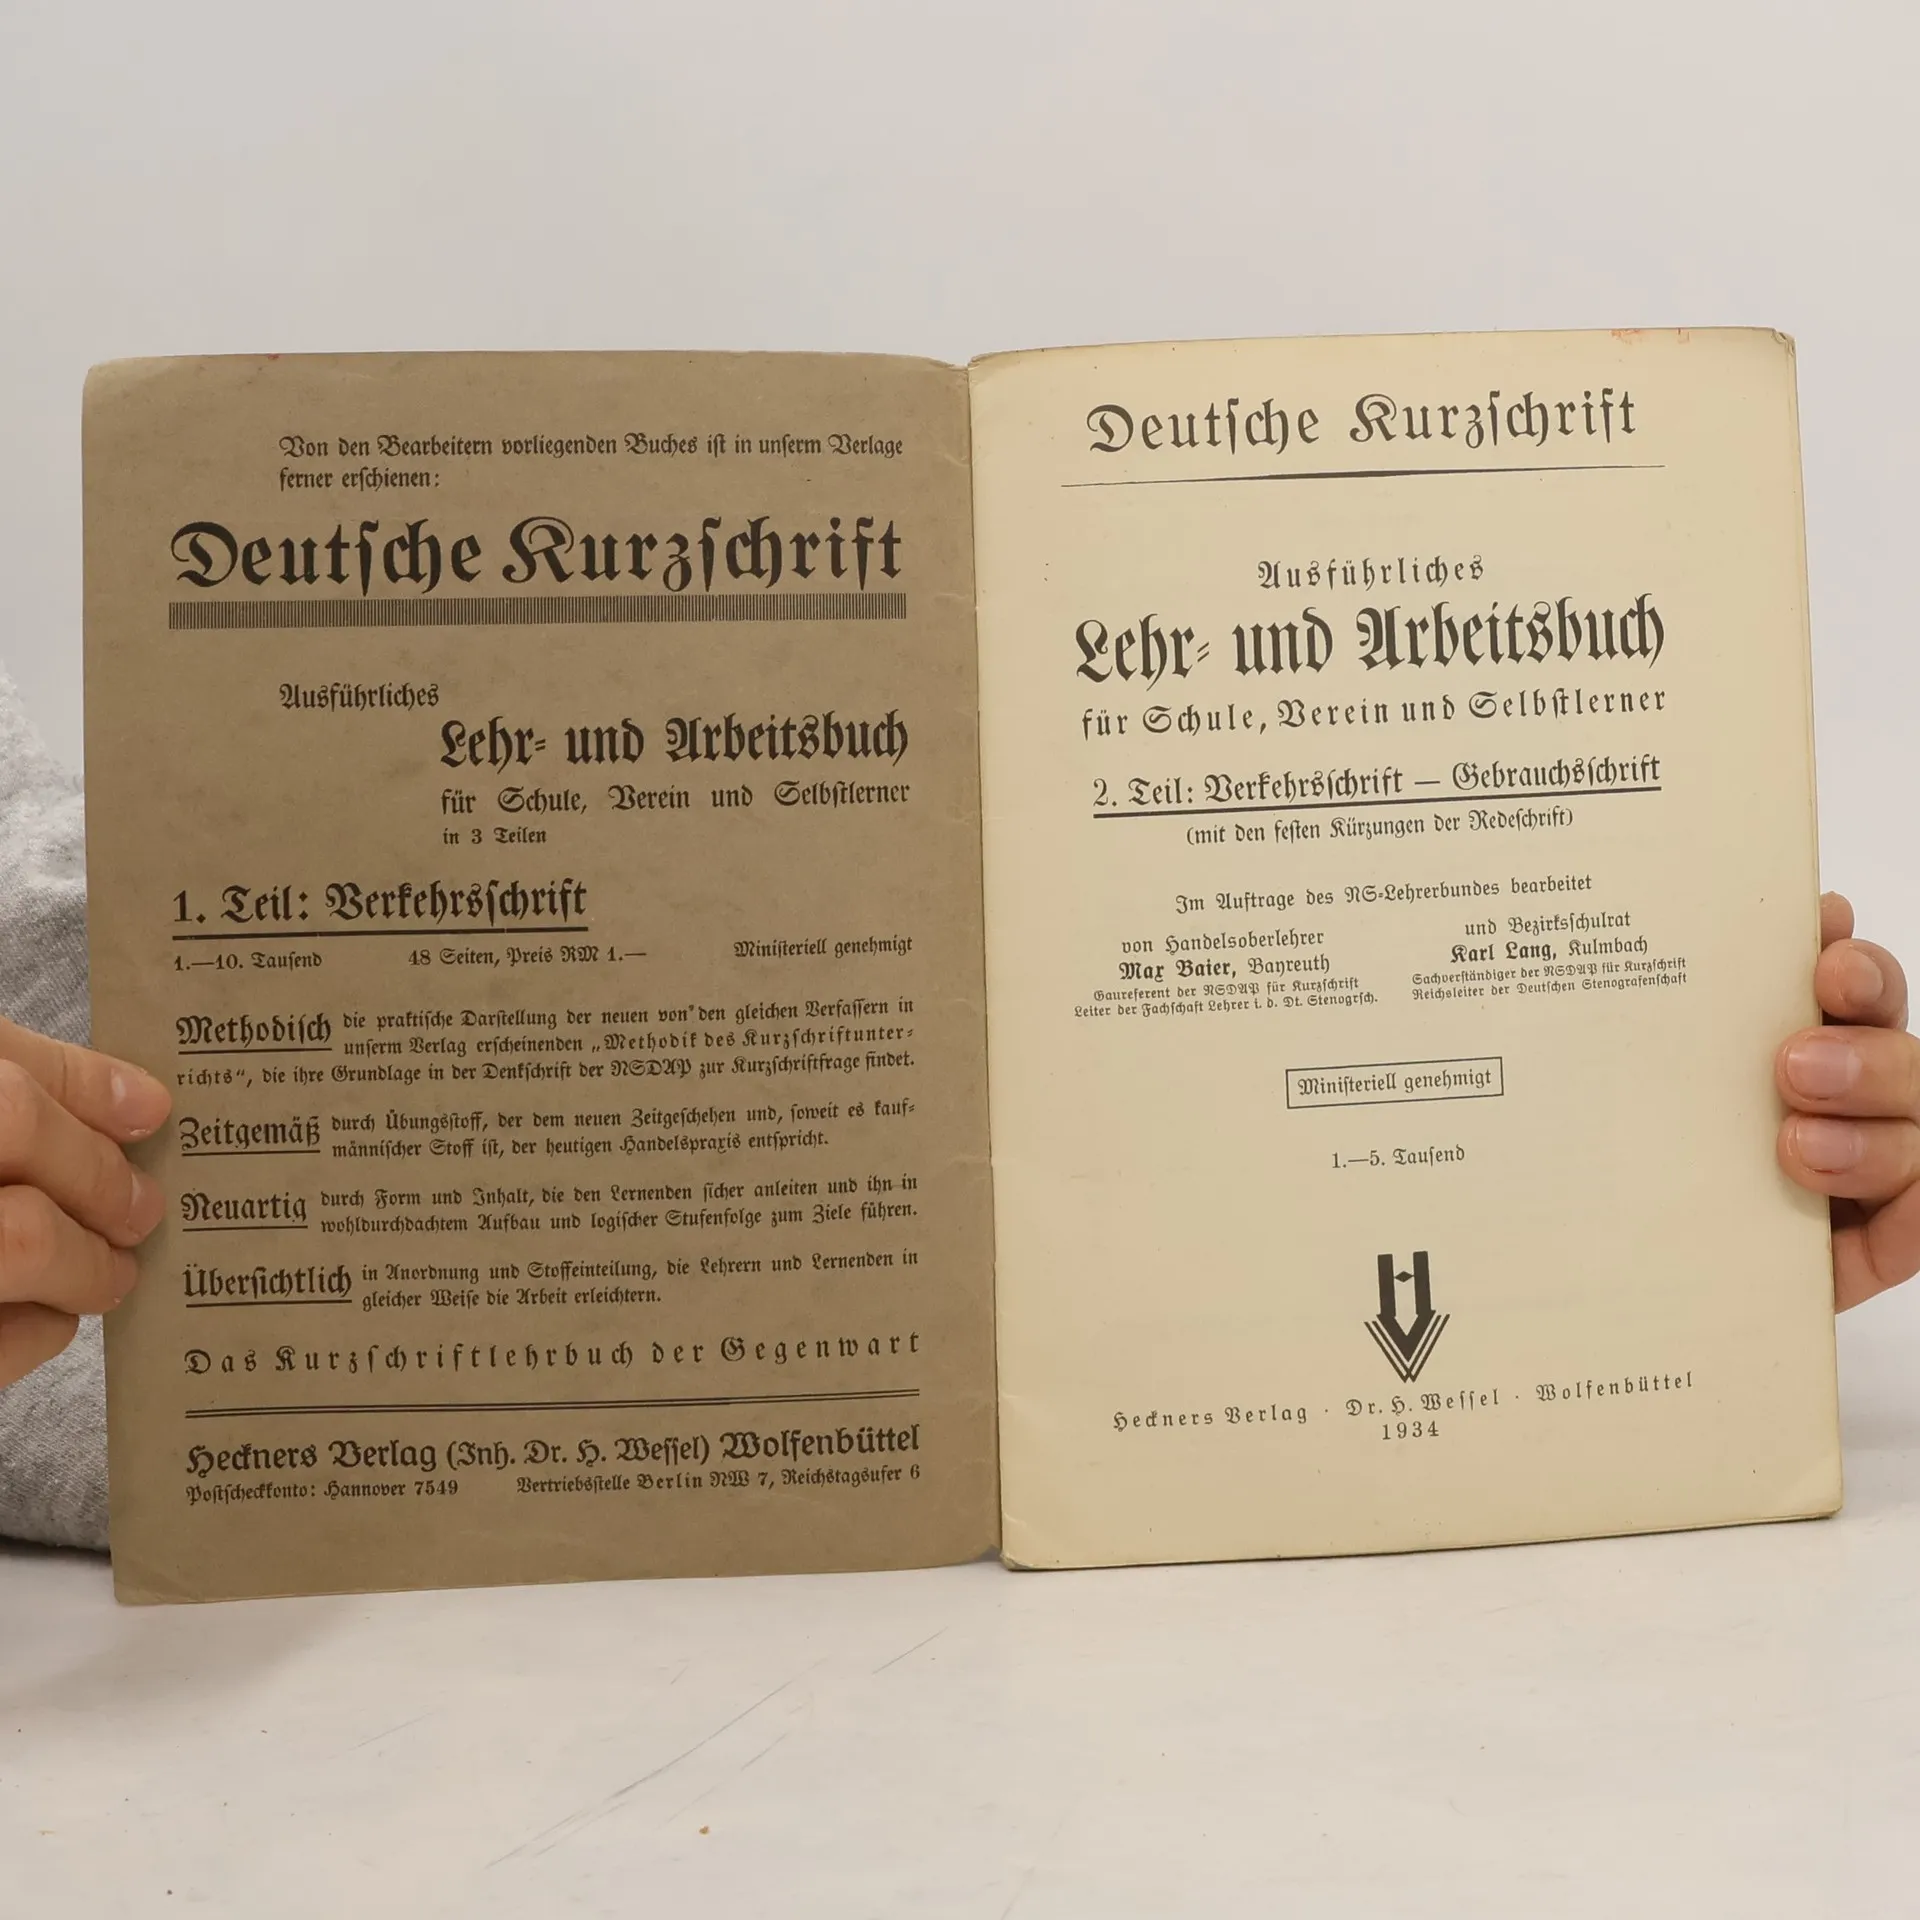 Von den Bearbeitern vorliegenden Buches ist in unserm Verlage
ferner erschienen:
Deutsche Kurzschrift
Ausführliches
Lehr- und Arbeitsbuch
für Schule, Verein und Selbstlerner
in 3 Teilen
1. Teil: Verkehrsschrift
1.—10. Tausend 48 Seiten, Preis RM 1.— Ministeriell genehmigt
Methodisch die praktische Darstellung der neuen von den gleichen Verfassern in
unserm Verlag erscheinenden „Methodik des Kurzschriftunter-
richts“, die ihre Grundlage in der Denkschrift der NSDAP zur Kurzschriftfrage findet.
Zeitgemäß durch Übungsstoff, der dem neuen Zeitgeschehen und, soweit es kauf-
männischer Stoff ist, der heutigen Handelspraxis entspricht.
Neuartig durch Form und Inhalt, die den Lernenden sicher anleiten und ihn in
wohldurchdachtem Aufbau und logischer Stufenfolge zum Ziele führen.
Übersichtlich in Anordnung und Stoffeinteilung, die Lehrern und Lernenden in
gleicher Weise die Arbeit erleichtern.
Das Kurzschriftlehrbuch der Gegenwart
Heckners Verlag (Inh. Dr. H. Wessel) Wolfenbüttel
Postscheckkonto: Hannover 7549 Vertriebsstelle Berlin NW 7, Reichstagsufer 6
Deutsche Kurzschrift
Ausführliches
Lehr- und Arbeitsbuch
für Schule, Verein und Selbstlerner
2. Teil: Verkehrsschrift — Gebrauchsschrift
(mit den festen Kürzungen der Redeschrift)
Im Auftrage des NS-Lehrerbundes bearbeitet
von Handelsoberlehrer
Max Baier, Bayreuth
Gaureferent der NSDAP für Kurzschrift
Leiter der Fachschaft Lehrer i. d. Dt. Stenogrsch.
und Bezirksschulrat
Karl Lang, Kulmbach
Sachverständiger der NSDAP für Kurzschrift
Reichsleiter der Deutschen Stenografenschaft
Ministeriell genehmigt
1.—5. Tausend
H
Heckners Verlag · Dr. H. Wessel · Wolfenbüttel
1934